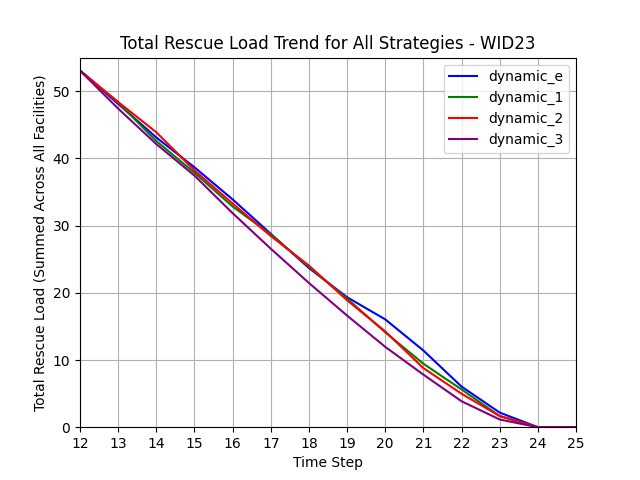 Total Rescue Load Trend for All Strategies - WID23
Total Rescue Load (Summed Across All Facilities)
50
40
30
20
10
0
dynamic_e
dynamic_1
dynamic_2
dynamic_3
12 13 14 15 16 17 18 19 20 21 22 23 24 25
Time Step